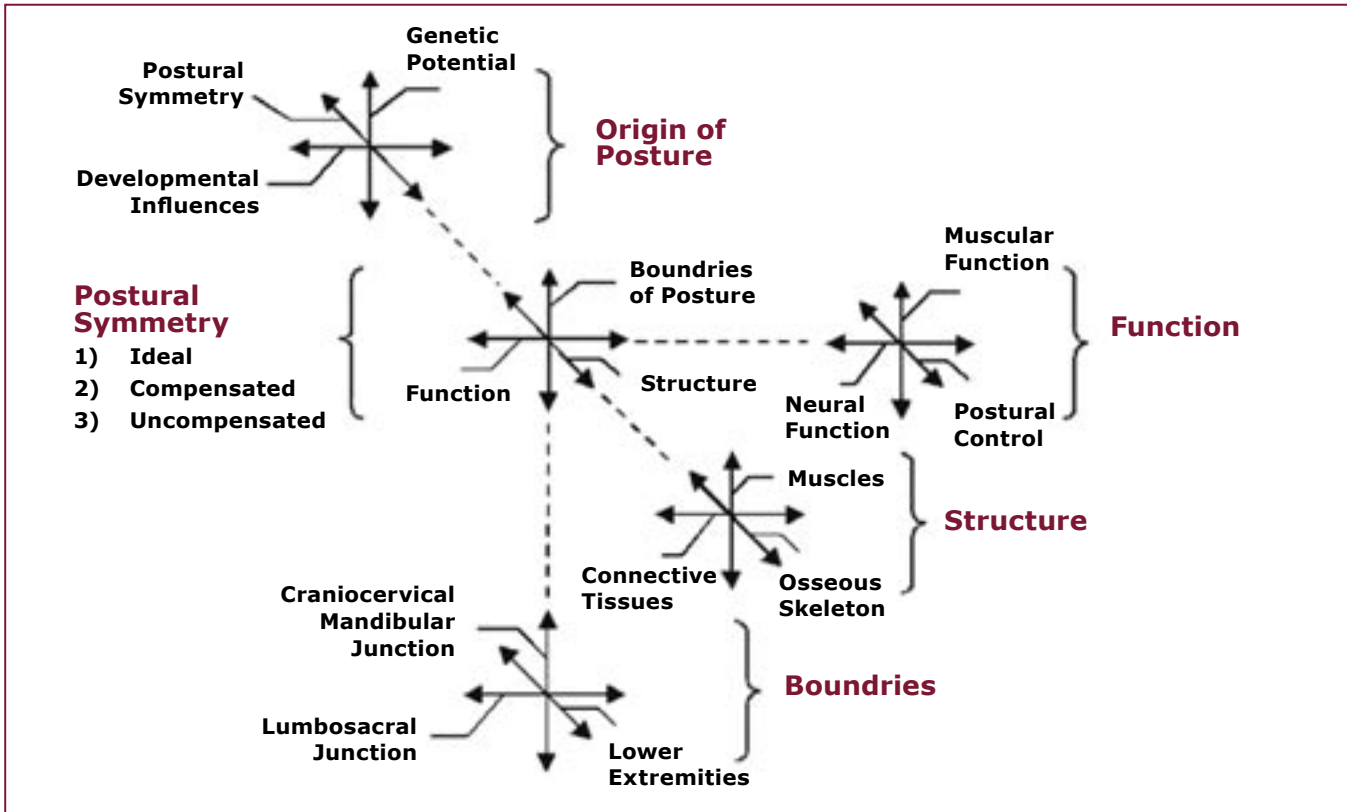 Genetic
Potential
Postural
Symmetry
Origin of
Posture
Developmental
Influences
Muscular
Function
Boundries
of Posture
Postural
Symmetry
1) Ideal
2) Compensated
3) Uncompensated
Function
Function
Structure
Neural
Function
Postural
Control
Muscles
Structure
Connective
Tissues
Osseous
Skeleton
Craniocervical
Mandibular
Junction
Boundries
Lumbosacral
Junction
Lower
Extremities